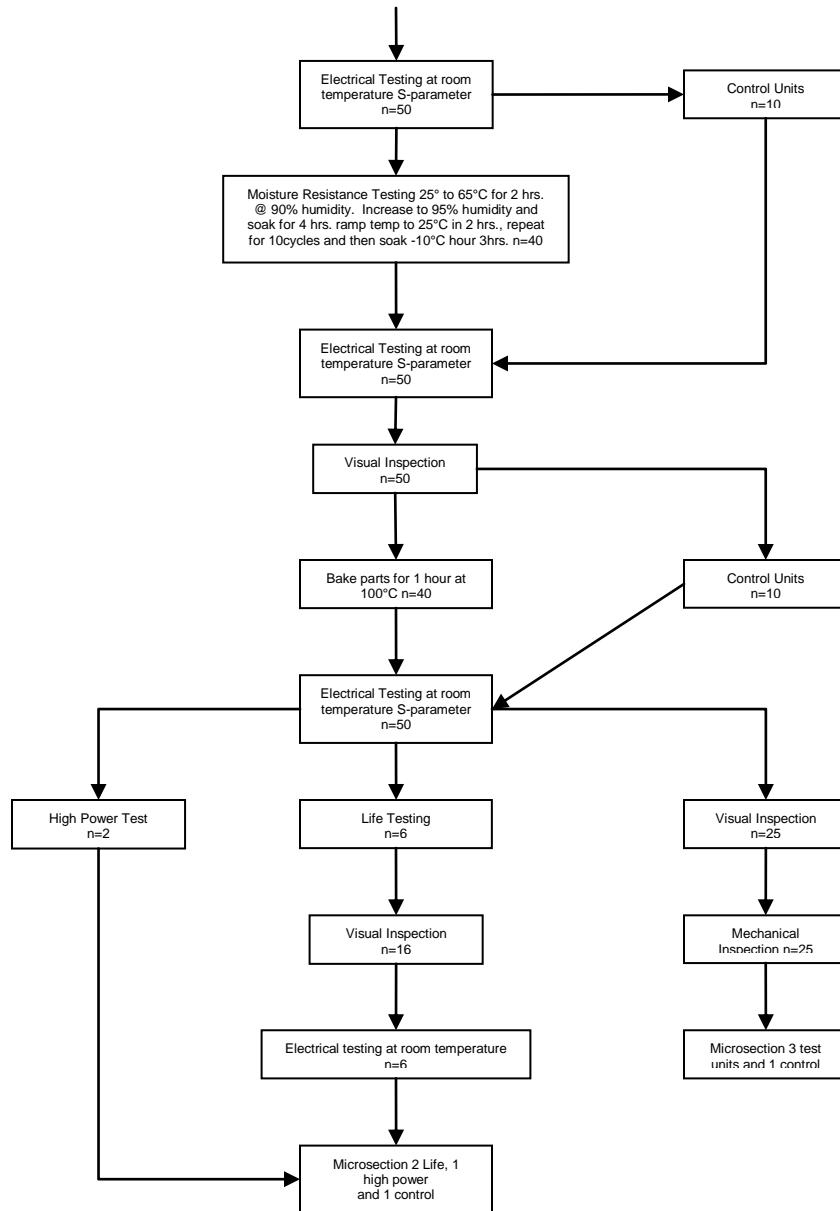 Electrical Testing at room
temperature S-parameter
n=50
Control Units
n=10
Moisture Resistance Testing 25° to 65°C for 2 hrs.
@ 90% humidity.  Increase to 95% humidity and
soak for 4 hrs. ramp temp to 25°C in 2 hrs., repeat
for 10cycles and then soak -10°C hour 3hrs. n=40
Electrical Testing at room
temperature S-parameter
n=50
Visual Inspection
n=50
Bake parts for 1 hour at
100°C n=40
Control Units
n=10
Electrical Testing at room
temperature S-parameter
n=50
High Power Test
n=2
Life Testing
n=6
Visual Inspection
n=25
Visual Inspection
n=16
Mechanical
Inspection n=25
Electrical testing at room temperature
n=6
Microsection 3 test
units and 1 control
Microsection 2 Life, 1
high power
and 1 control